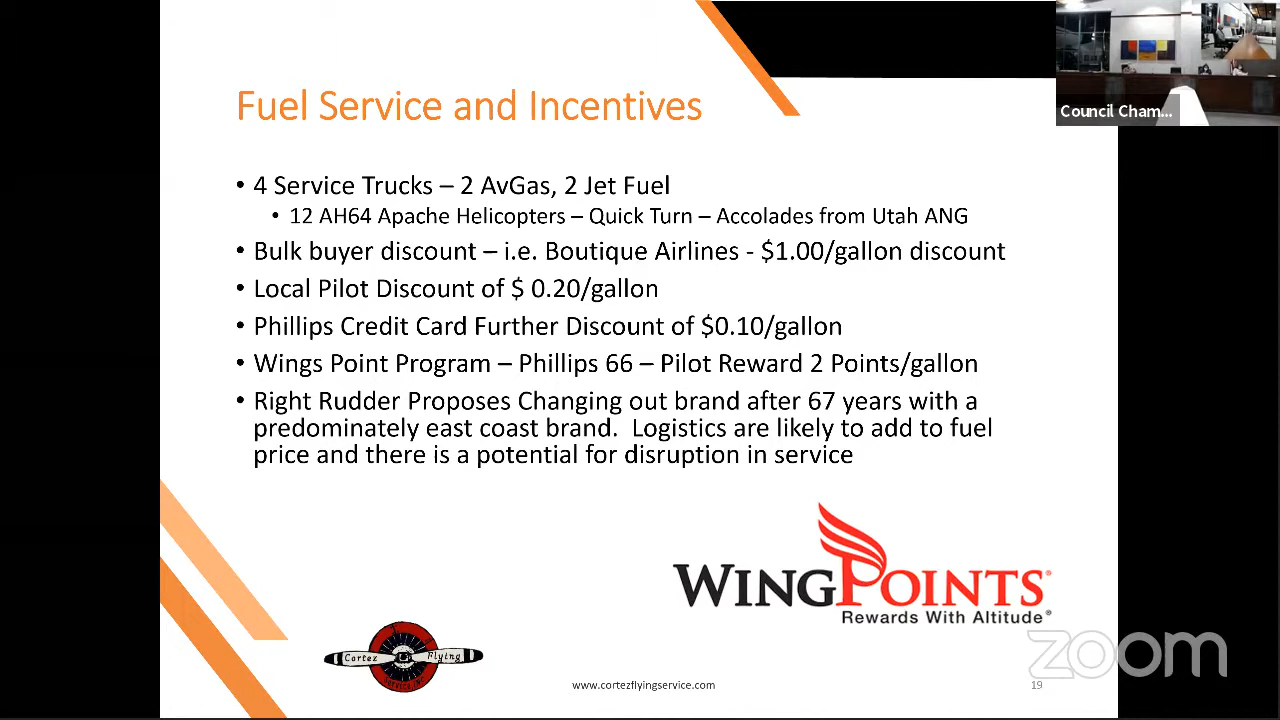 Council Cham...
Fuel Service and Incentives
• 4 Service Trucks – 2 AvGas, 2 Jet Fuel
• 12 AH64 Apache Helicopters – Quick Turn – Accolades from Utah ANG
• Bulk buyer discount – i.e. Boutique Airlines - $1.00/gallon discount
• Local Pilot Discount of $ 0.20/gallon
• Phillips Credit Card Further Discount of $0.10/gallon
• Wings Point Program – Phillips 66 – Pilot Reward 2 Points/gallon
• Right Rudder Proposes Changing out brand after 67 years with a
predominately east coast brand.  Logistics are likely to add to fuel
price and there is a potential for disruption in service
WINGPOINTS®
Rewards With Altitude®
Cortez Flying
Service, Inc.
www.cortezflyingservice.com
19
zoom